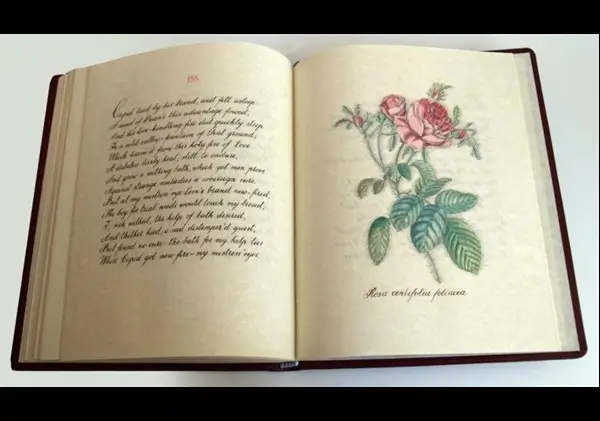 Cupid laid by his brand, and fell asleep
A maid of Dian's this advantage found,
And his love-kindling fire did quickly steep
In a cold valley-fountain of that ground;
Which borrow'd from this holy fire of Love
A dateless lively heat, still to endure,
And grew a seething bath, which yet men prove
Against strange maladies a sovereign cure.
But at my mistress' eye Love's brand new-fired,
The boy for trial needs would touch my breast;
I, sick withal, the help of bath desired,
And thither hied, a sad distemper'd guest,
But found no cure: the bath for my help lies
Where Cupid got new fire - my mistress' eyes.
Rosa centifolia foliacea